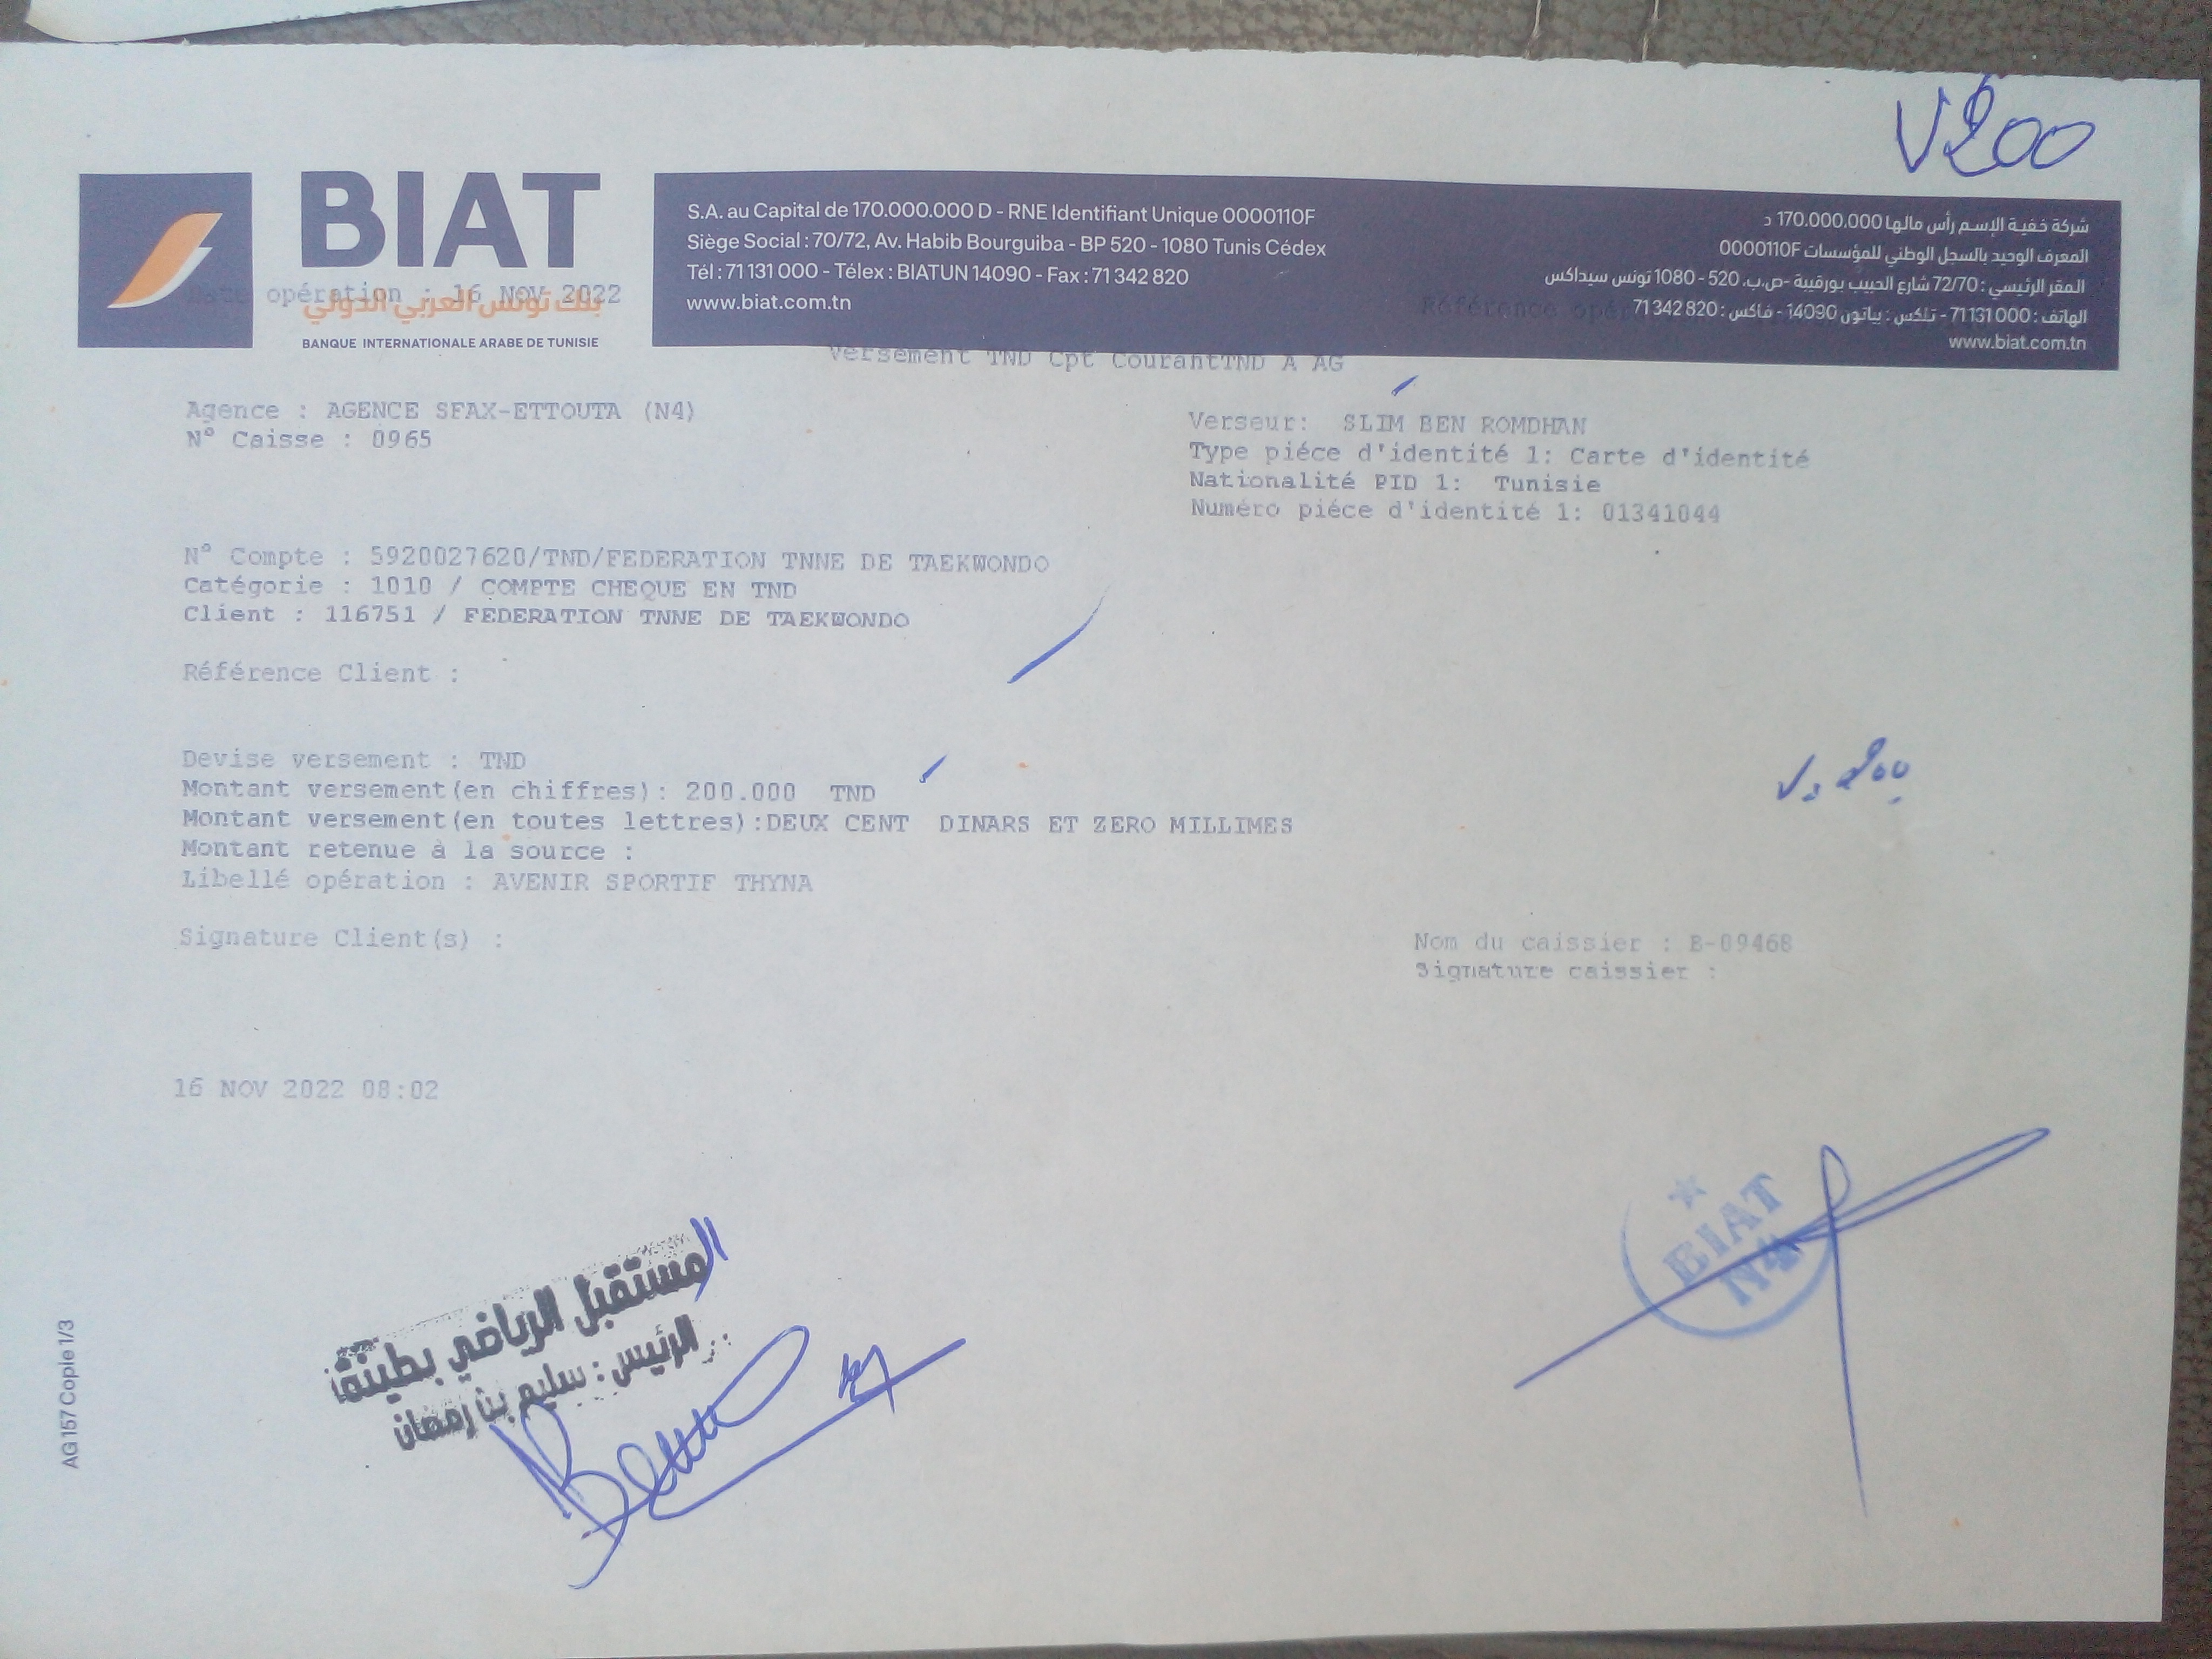 V200
BIAT
بنك تونس العربي الدولي
BANQUE INTERNATIONALE ARABE DE TUNISIE
S.A. au Capital de 170.000.000 D - RNE Identifiant Unique 0000110F
Siège Social : 70/72, Av. Habib Bourguiba - BP 520 - 1080 Tunis Cédex
Tél : 71 131 000 - Télex : BIATUN 14090 - Fax : 71 342 820
www.biat.com.tn
شركة خفية الإسم رأس مالها 170.000.000 د
المعرف الوحيد بالسجل الوطني للمؤسسات 0000110F
المقر الرئيسي : 72/70 شارع الحبيب بورقيبة -ص.ب. 520 - 1080 تونس سيداكس
الهاتف : 71131 000 - تلكس : بياتون 14090 - فاكس : 71 342 820
www.biat.com.tn
Date opération : 16 NOV 2022
Référence
Versement TND Cpt CourantTND A AG
Agence : AGENCE SFAX-ETTOUTA (N4)
N° Caisse : 0965
Verseur: SLIM BEN ROMDHAN
Type piéce d'identité 1: Carte d'identité
Nationalité PID 1: Tunisie
Numéro piéce d'identité 1: 01341044
N° Compte : 5920027620/TND/FEDERATION TNNE DE TAEKWONDO
Catégorie : 1010 / COMPTE CHEQUE EN TND
Client : 116751 / FEDERATION TNNE DE TAEKWONDO
Référence Client :
Devise versement : TND
Montant versement(en chiffres): 200.000 TND
Montant versement(en toutes lettres):DEUX CENT DINARS ET ZERO MILLIMES
Montant retenue à la source :
Libellé opération : AVENIR SPORTIF THYNA
V: 200
Signature Client(s) :
Nom du caissier : B-09468
Signature caissier :
16 NOV 2022 08:02
المستقبل الرياضي بطينة
الرئيس : سليم بن رمضان
BIAT
N4
AG 157 Copie 1/3